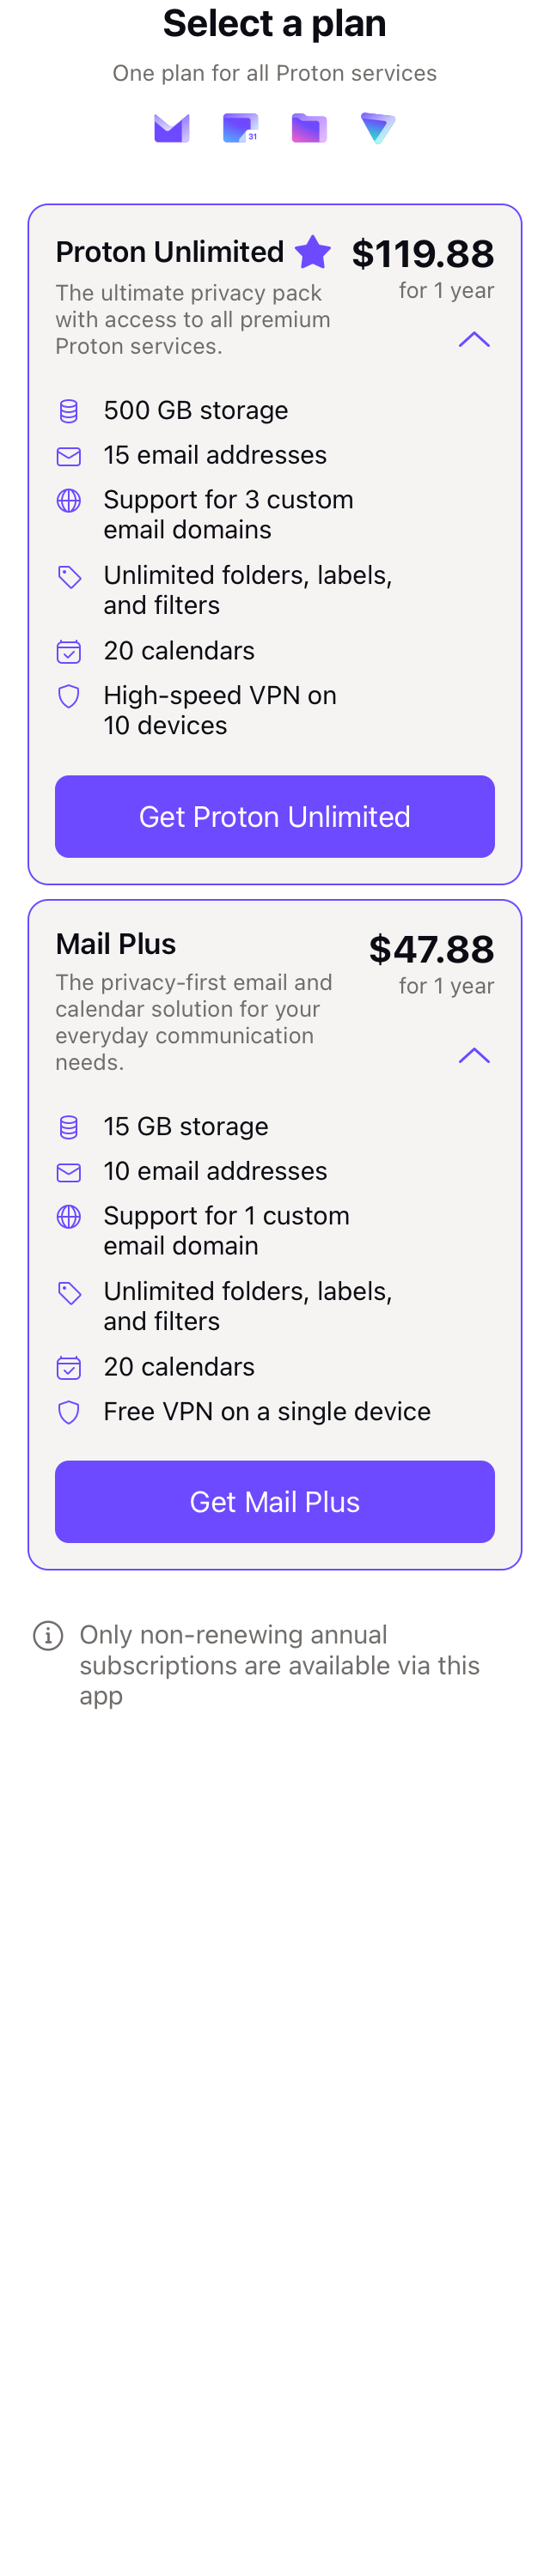 Select a plan
One plan for all Proton services
31
Proton Unlimited
$119.88
for 1 year
The ultimate privacy pack
with access to all premium
Proton services.
500 GB storage
15 email addresses
Support for 3 custom
email domains
Unlimited folders, labels,
and filters
20 calendars
High-speed VPN on
10 devices
Get Proton Unlimited
Mail Plus
$47.88
for 1 year
The privacy-first email and
calendar solution for your
everyday communication
needs.
15 GB storage
10 email addresses
Support for 1 custom
email domain
Unlimited folders, labels,
and filters
20 calendars
Free VPN on a single device
Get Mail Plus
Only non-renewing annual
subscriptions are available via this
app